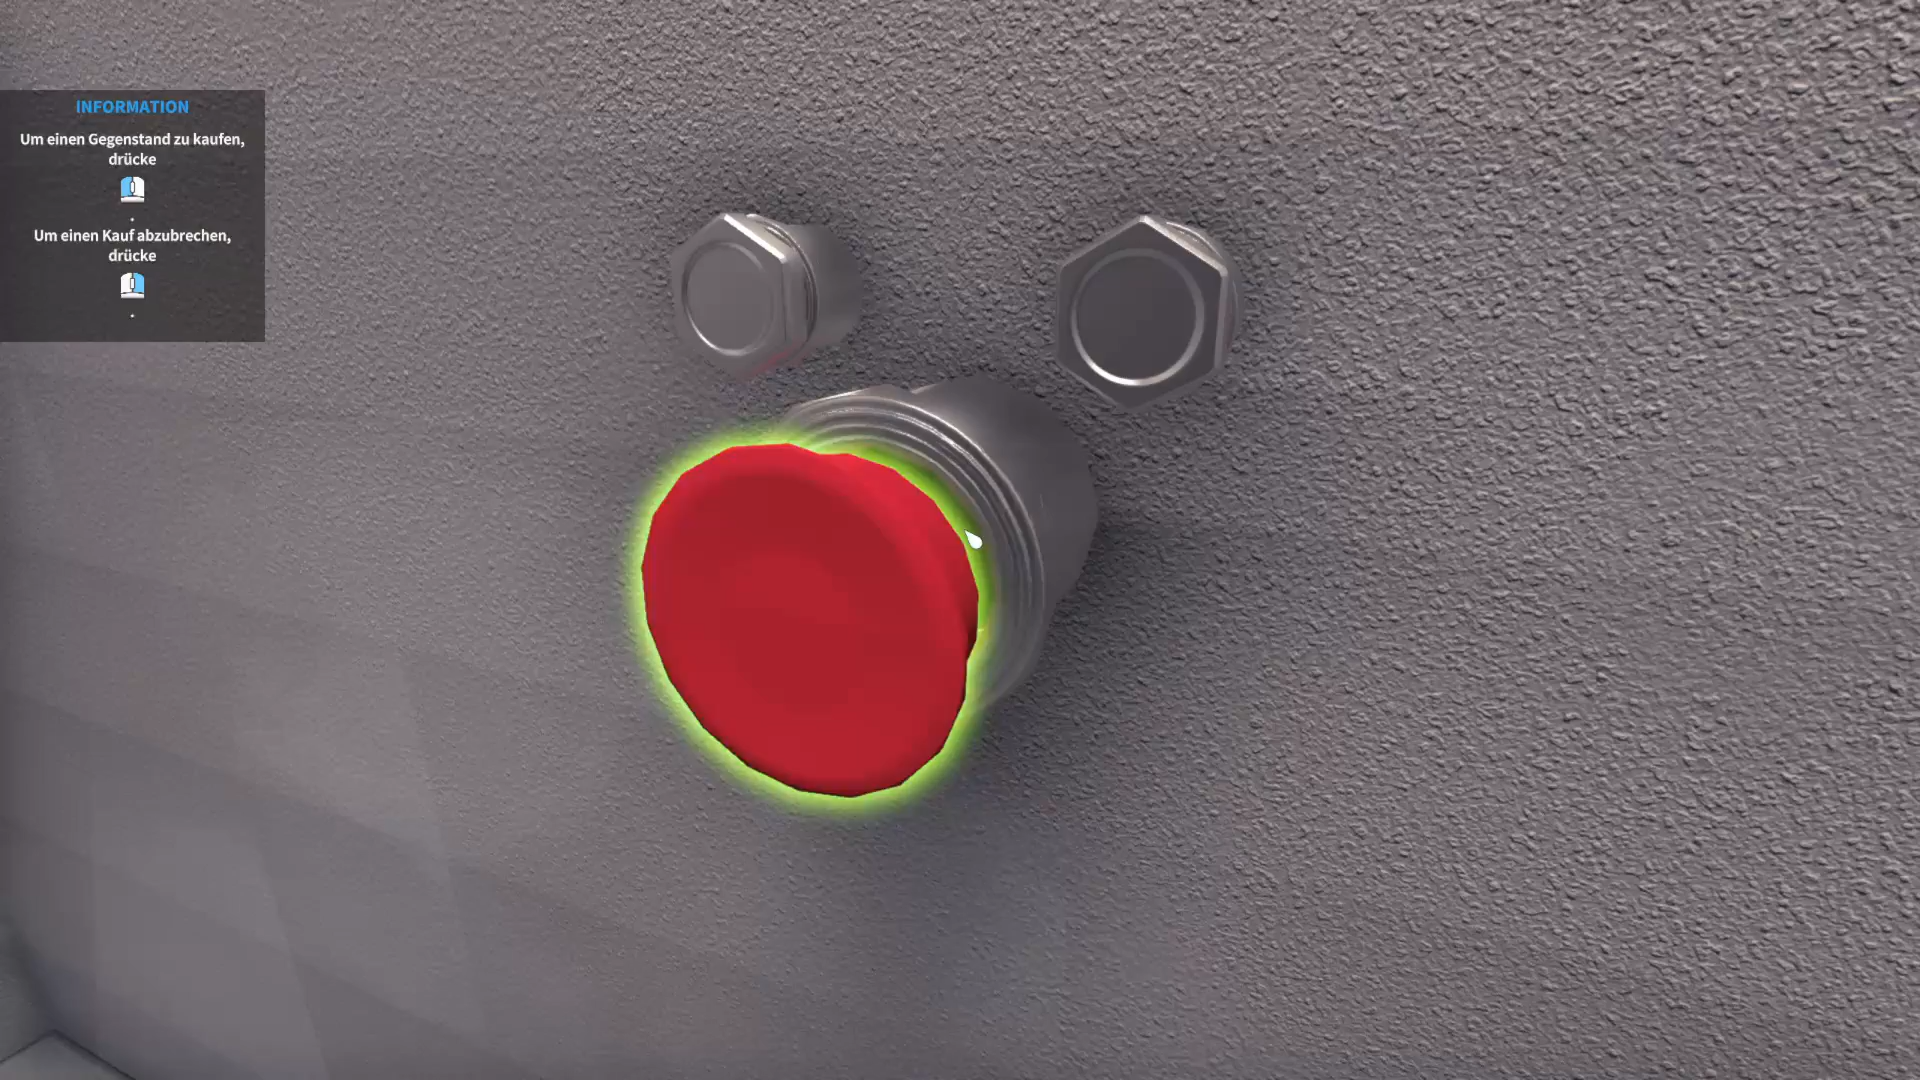 INFORMATION
Um einen Gegenstand zu kaufen,
drücke
.
Um einen Kauf abzubrechen,
drücke
.